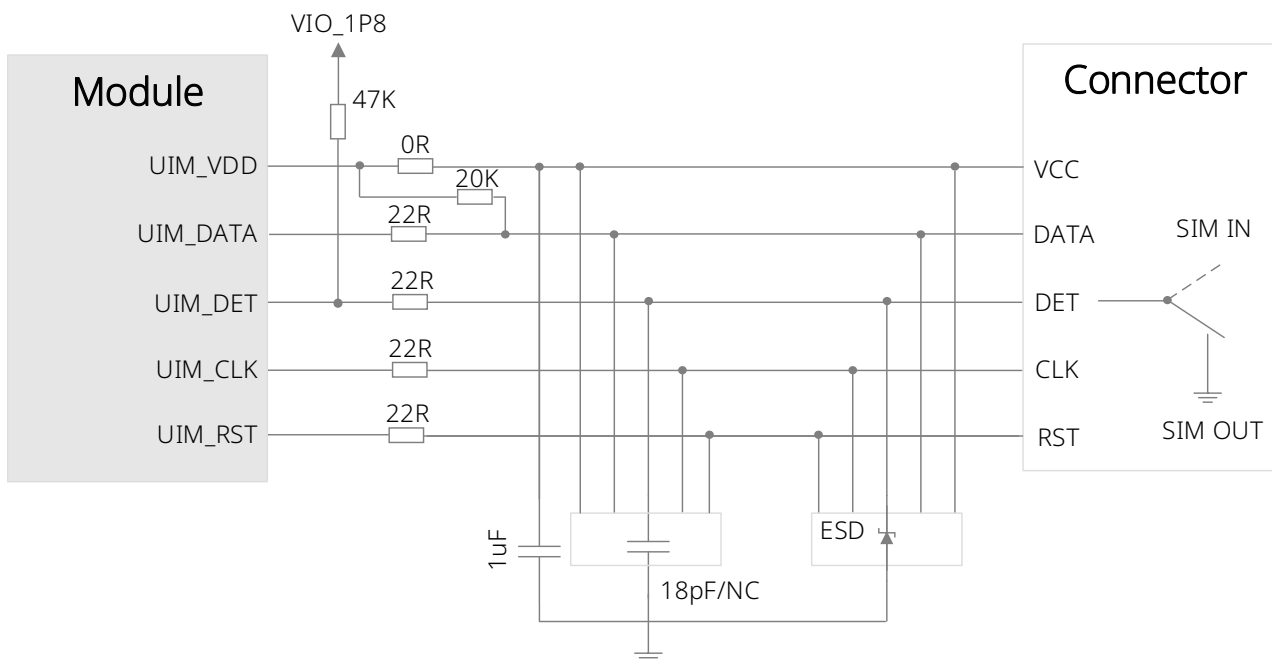 VIO_1P8
Module
Connector
47K
0R
UIM_VDD
VCC
20K
22R
UIM_DATA
DATA
SIM IN
22R
UIM_DET
DET
22R
UIM_CLK
CLK
22R
UIM_RST
RST
SIM OUT
ESD
1uF
18pF/NC